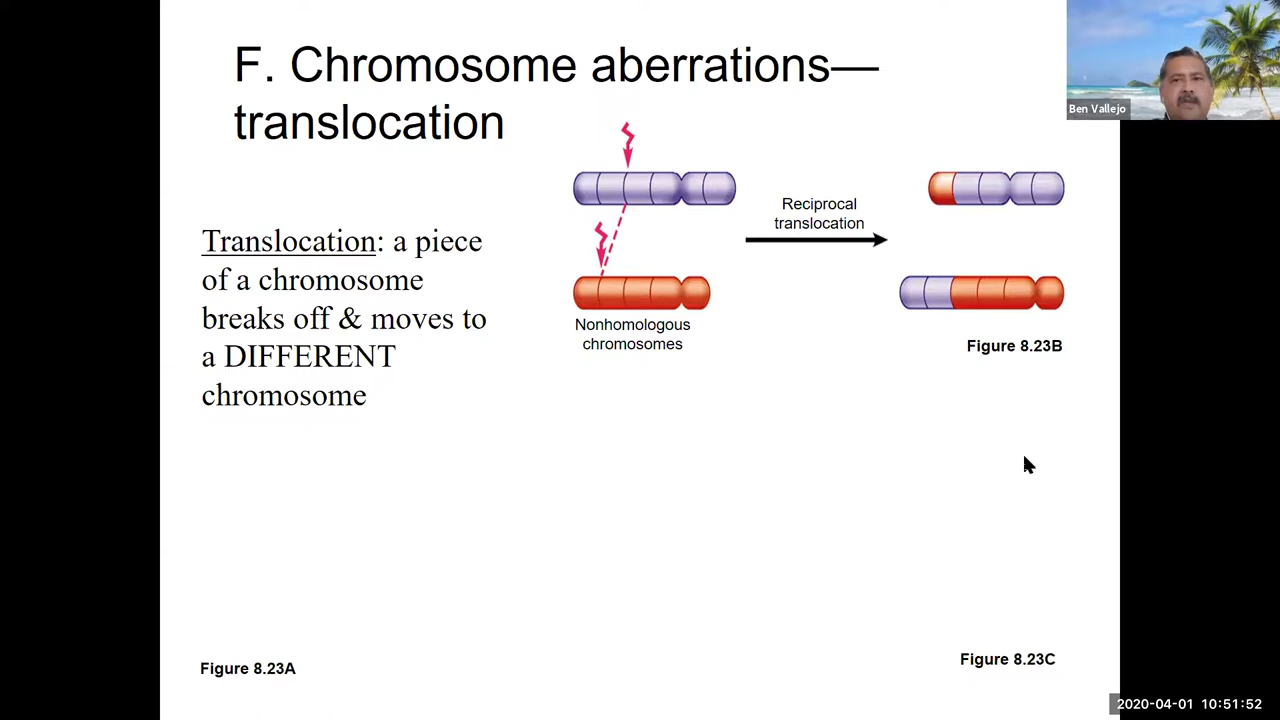 F. Chromosome aberrations—
translocation
Ben Vallejo
Translocation: a piece
of a chromosome
breaks off & moves to
a DIFFERENT
chromosome
Reciprocal
translocation
Nonhomologous
chromosomes
Figure 8.23B
Figure 8.23A
Figure 8.23C
2020-04-01 10:51:52